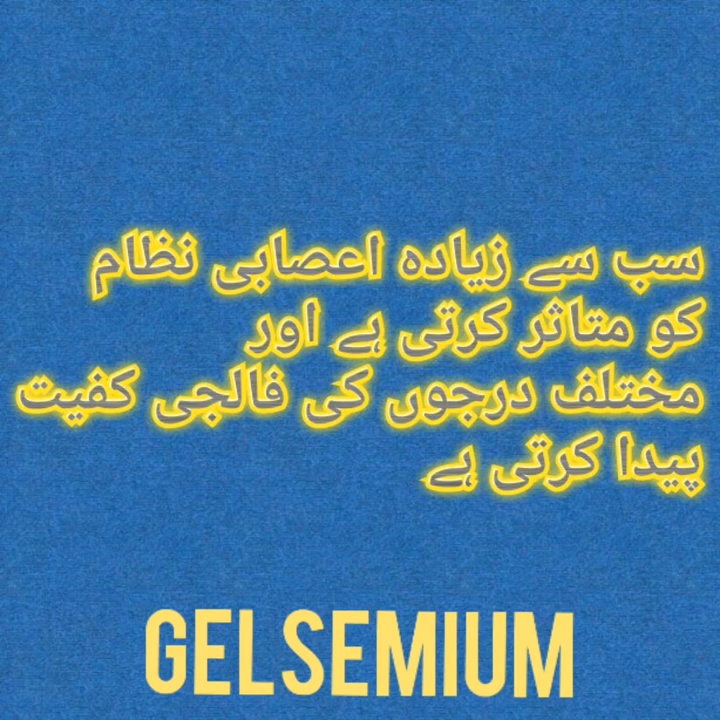 سب سے زیادہ اعصابی نظام
کو متاثر کرتی ہے اور
مختلف درجوں کی فالجی کفیت
پیدا کرتی ہے
GELSEMIUM